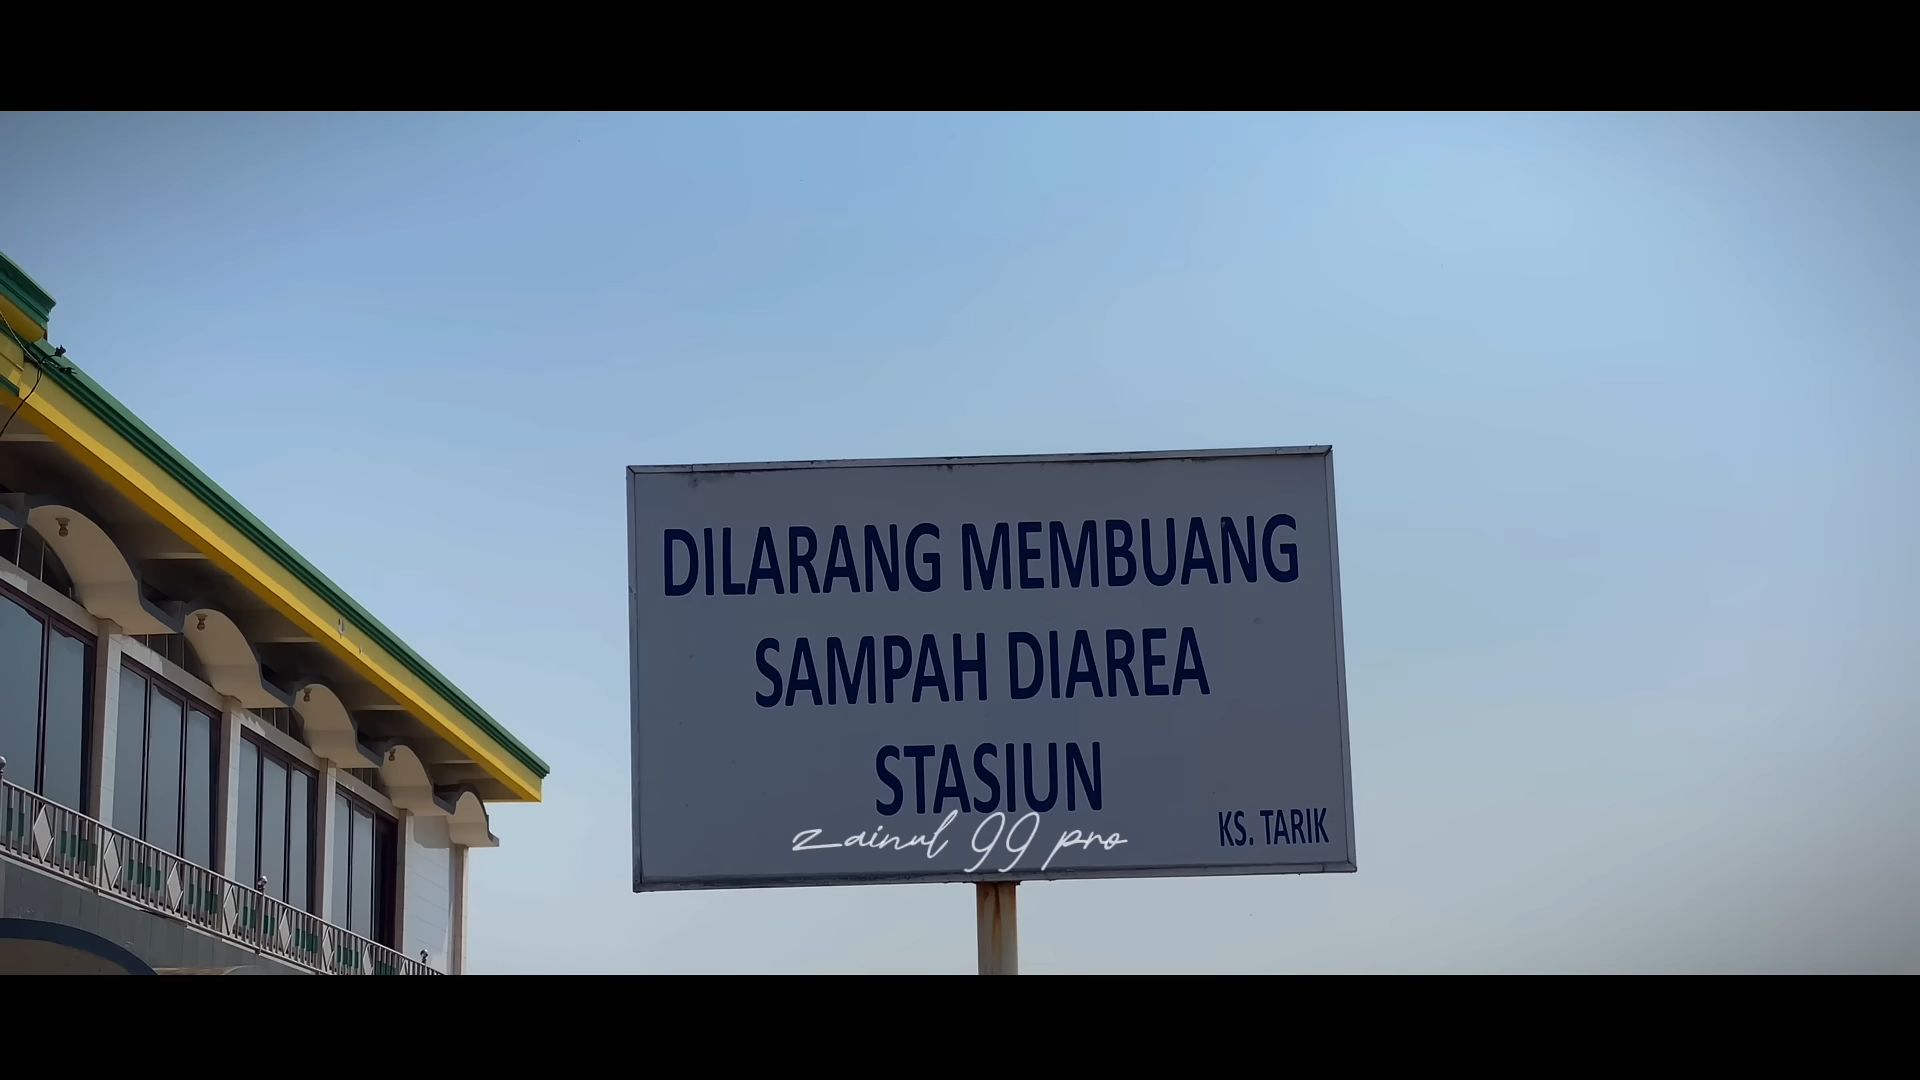 DILARANG MEMBUANG
SAMPAH DIAREA
STASIUN
KS. TARIK
zainul 99 pro